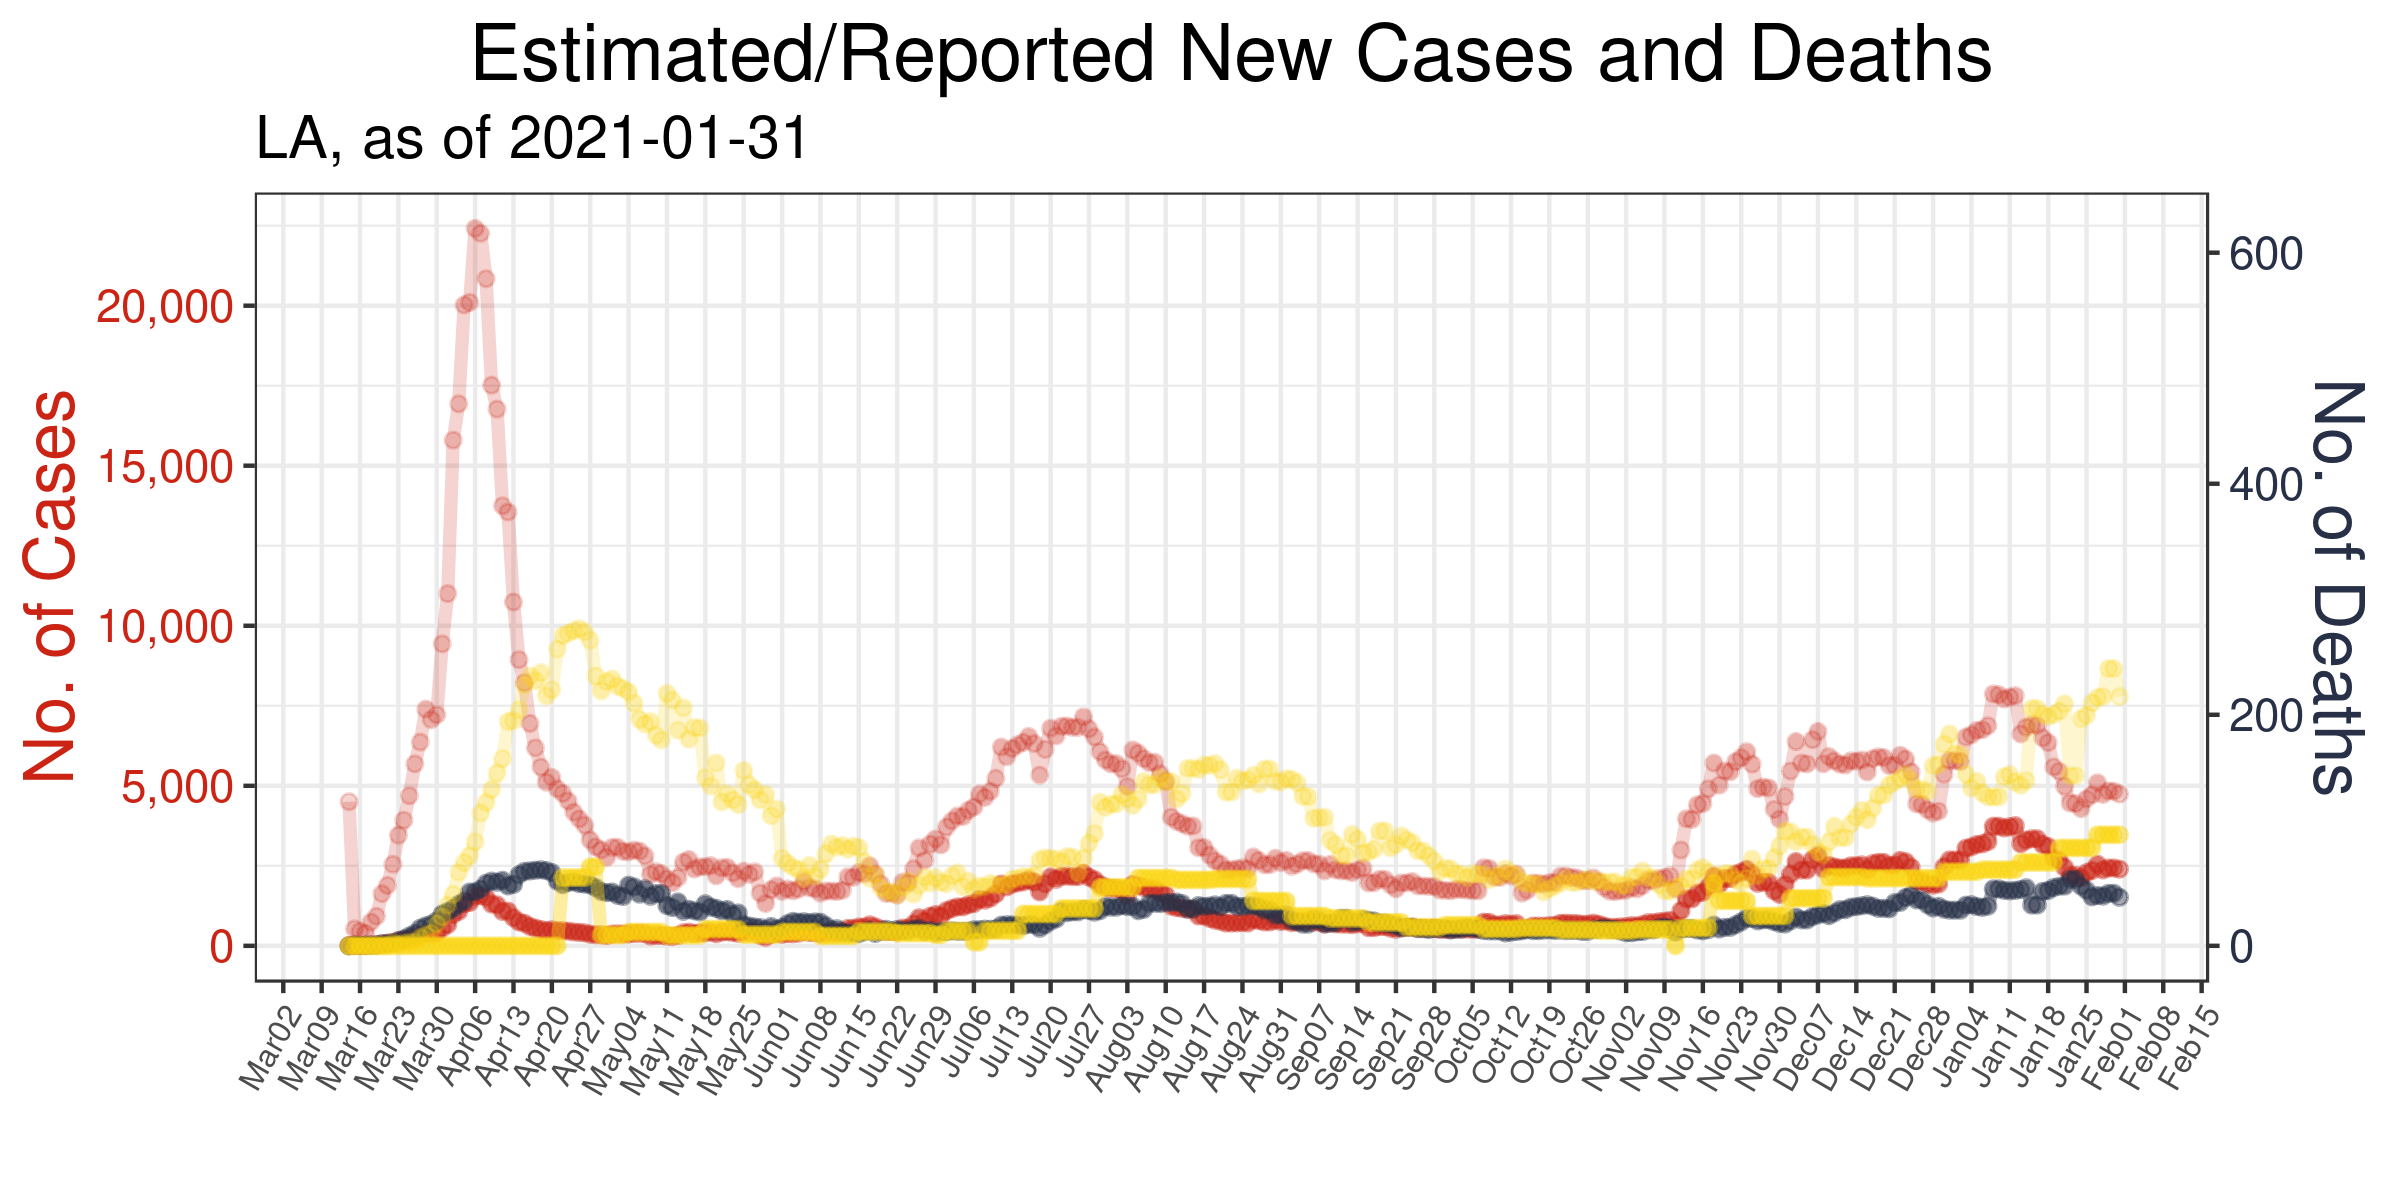 Estimated/Reported New Cases and Deaths
LA, as of 2021-01-31
No. of Cases
20,000
15,000
10,000
5,000
0
600
400
200
0
No. of Deaths
Mar02
Mar09
Mar16
Mar23
Mar30
Apr06
Apr13
Apr20
Apr27
May04
May11
May18
May25
Jun01
Jun08
Jun15
Jun22
Jun29
Jul06
Jul13
Jul20
Jul27
Aug03
Aug10
Aug17
Aug24
Aug31
Sep07
Sep14
Sep21
Sep28
Oct05
Oct12
Oct19
Oct26
Nov02
Nov09
Nov16
Nov23
Nov30
Dec07
Dec14
Dec21
Dec28
Jan04
Jan11
Jan18
Jan25
Feb01
Feb08
Feb15